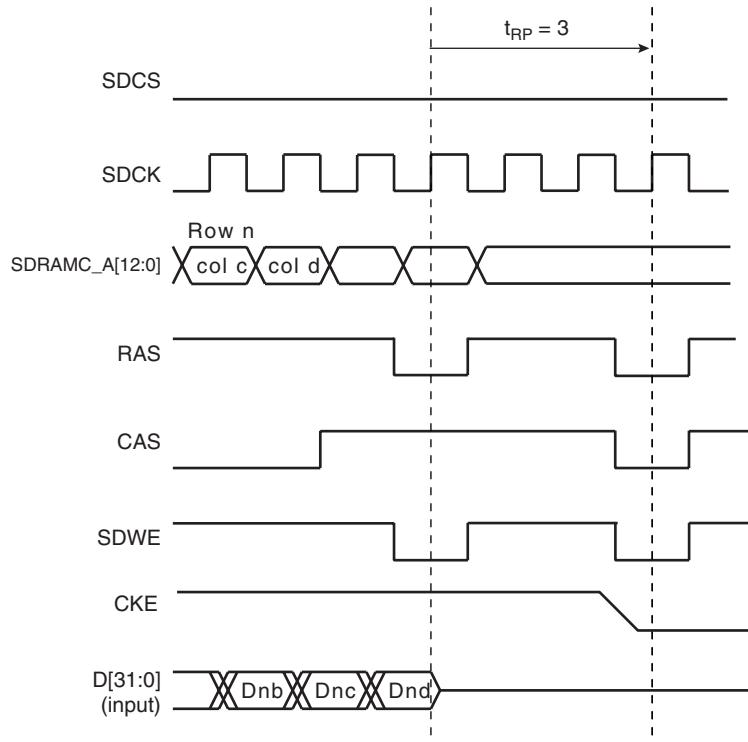 tRP = 3
SDCS
SDCK
Row n
SDRAMC_A[12:0]
col c
col d
RAS
CAS
SDWE
CKE
D[31:0]
(input)
Dnb
Dnc
Dnd